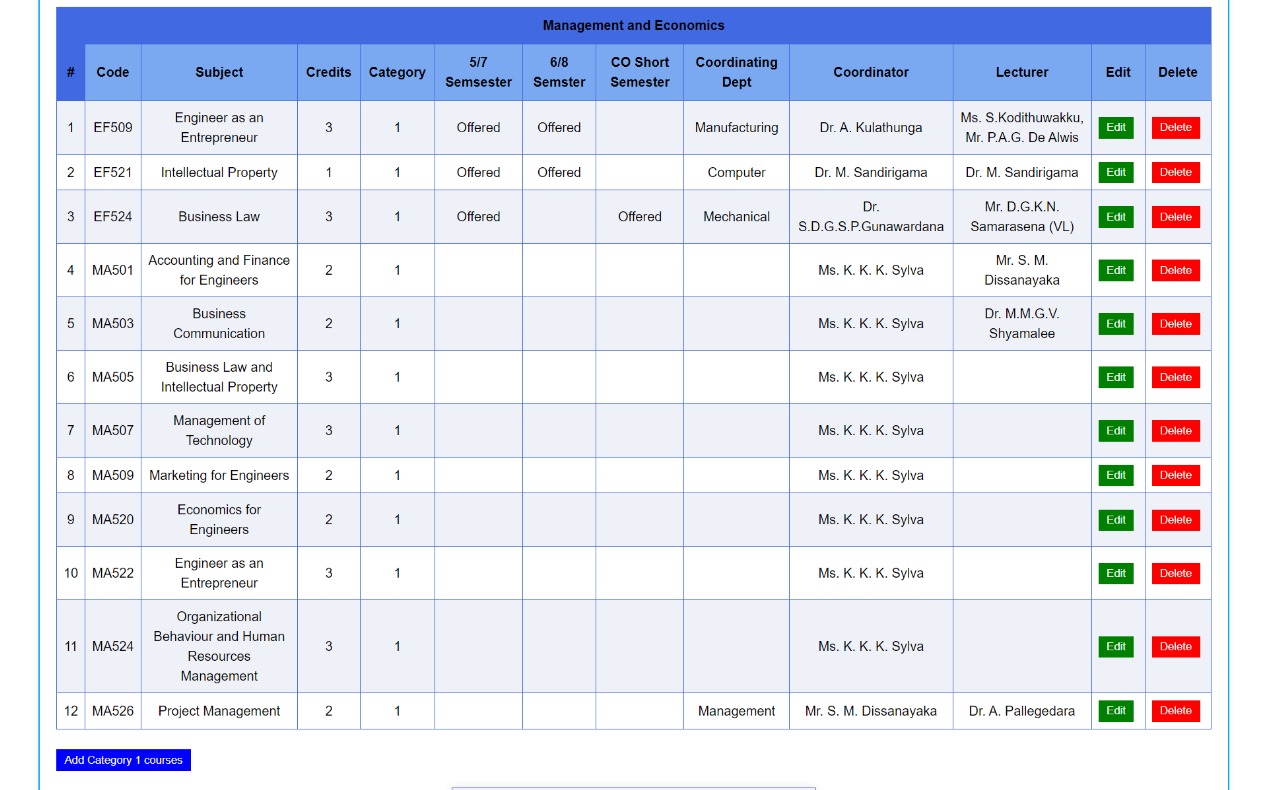 Management and Economics
# Code Subject Credits Category 5/7 Semsester 6/8 Semster CO Short Semester Coordinating Dept Coordinator Lecturer Edit Delete
1 EF509 Engineer as an Entrepreneur 3 1 Offered Offered Manufacturing Dr. A. Kulathunga Ms. S.Kodithuwakku, Mr. P.A.G. De Alwis Edit Delete
2 EF521 Intellectual Property 1 1 Offered Offered Computer Dr. M. Sandirigama Dr. M. Sandirigama Edit Delete
3 EF524 Business Law 3 1 Offered Offered Mechanical Dr. S.D.G.S.P.Gunawardana Mr. D.G.K.N. Samarasena (VL) Edit Delete
4 MA501 Accounting and Finance for Engineers 2 1 Ms. K. K. K. Sylva Mr. S. M. Dissanayaka Edit Delete
5 MA503 Business Communication 2 1 Ms. K. K. K. Sylva Dr. M.M.G.V. Shyamalee Edit Delete
6 MA505 Business Law and Intellectual Property 3 1 Ms. K. K. K. Sylva Edit Delete
7 MA507 Management of Technology 3 1 Ms. K. K. K. Sylva Edit Delete
8 MA509 Marketing for Engineers 2 1 Ms. K. K. K. Sylva Edit Delete
9 MA520 Economics for Engineers 2 1 Ms. K. K. K. Sylva Edit Delete
10 MA522 Engineer as an Entrepreneur 3 1 Ms. K. K. K. Sylva Edit Delete
11 MA524 Organizational Behaviour and Human Resources Management 3 1 Ms. K. K. K. Sylva Edit Delete
12 MA526 Project Management 2 1 Management Mr. S. M. Dissanayaka Dr. A. Pallegedara Edit Delete
Add Category 1 courses